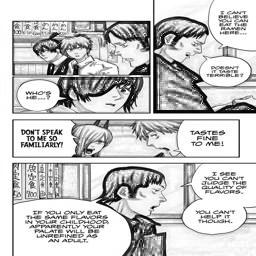 I CAN'T
BELIEVE
YOU CAN
EAT THE
RAMEN
HERE...
DOESN'T
IT TASTE
TERRIBLE?
WHO'S
HE....?
DON'T SPEAK
TO ME SO
FAMILIARLY!
TASTES
FINE
TO ME!
I SEE
YOU CAN'T
JUDGE THE
QUALITY OF
FLAVORS.
YOU CAN'T
HELP IT
THOUGH.
IF YOU ONLY EAT
THE SAME FLAVORS
IN YOUR CHILDHOOD,
APPARENTLY YOUR
PALATE WILL BE
UNREFINED AS
AN ADULT.